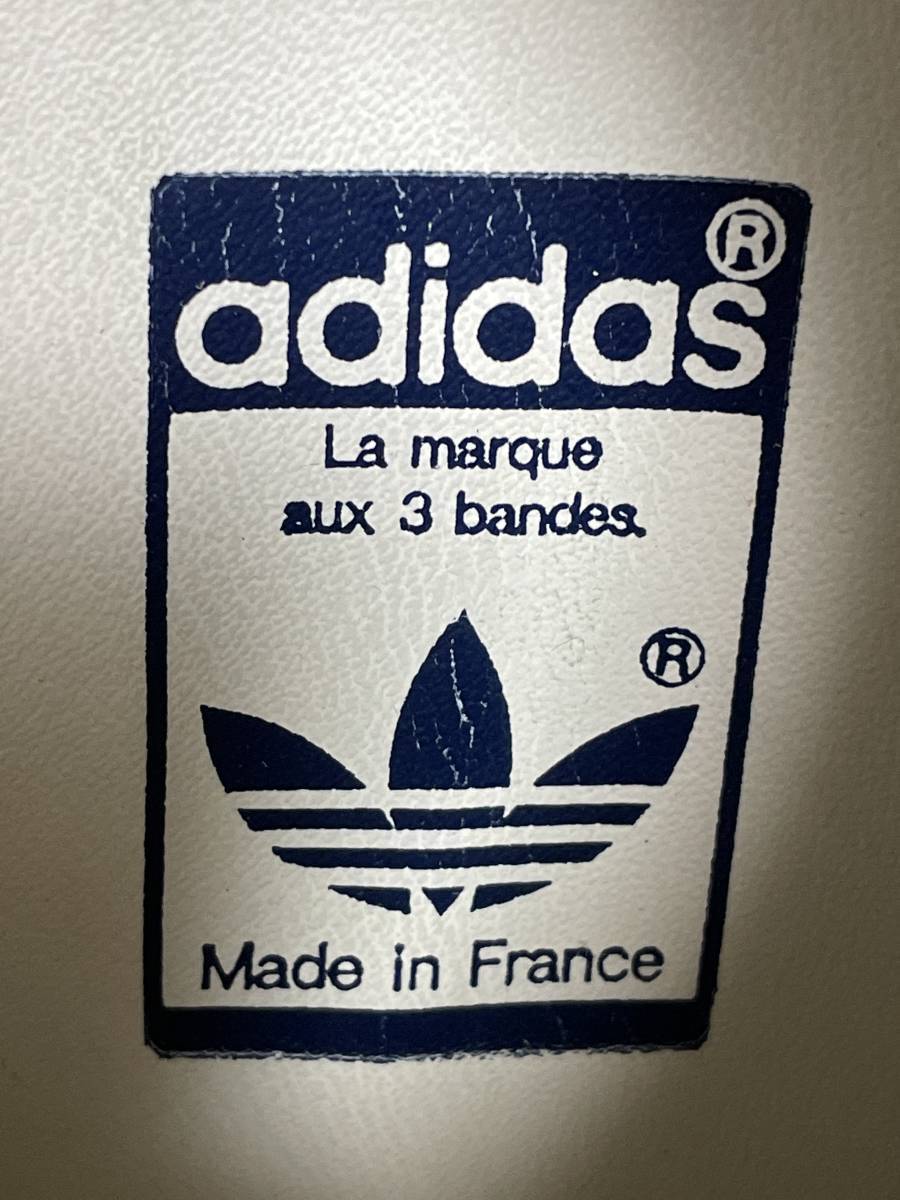 adidas®
La marque
aux 3 bandes
®
Made in France